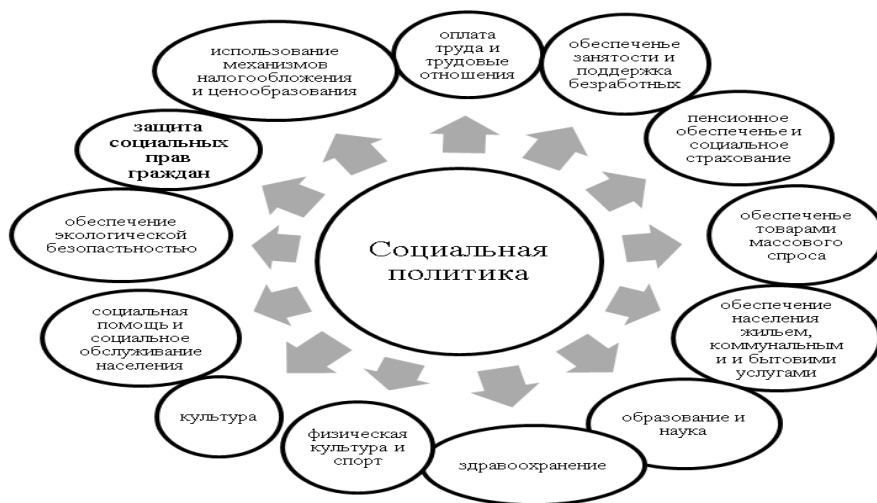 использование
механизмов
налогообложения
и ценообразования
оплата
труда и
трудовые
отношения
обеспеченье
занятости и
поддержка
безработных
пенсионное
обеспеченье и
социальное
страхование
обеспеченье
товарами
массового
спроса
обеспечение
населения
жильем,
коммунальным
и и бытовими
услугами
образование и
наука
здравоохранение
физическая
культура и
спорт
культура
социальная
помощь и
социальное
обслуживание
населения
обеспечение
экологической
безопастьностью
защита
социальных
прав
граждан
Социальная
политика